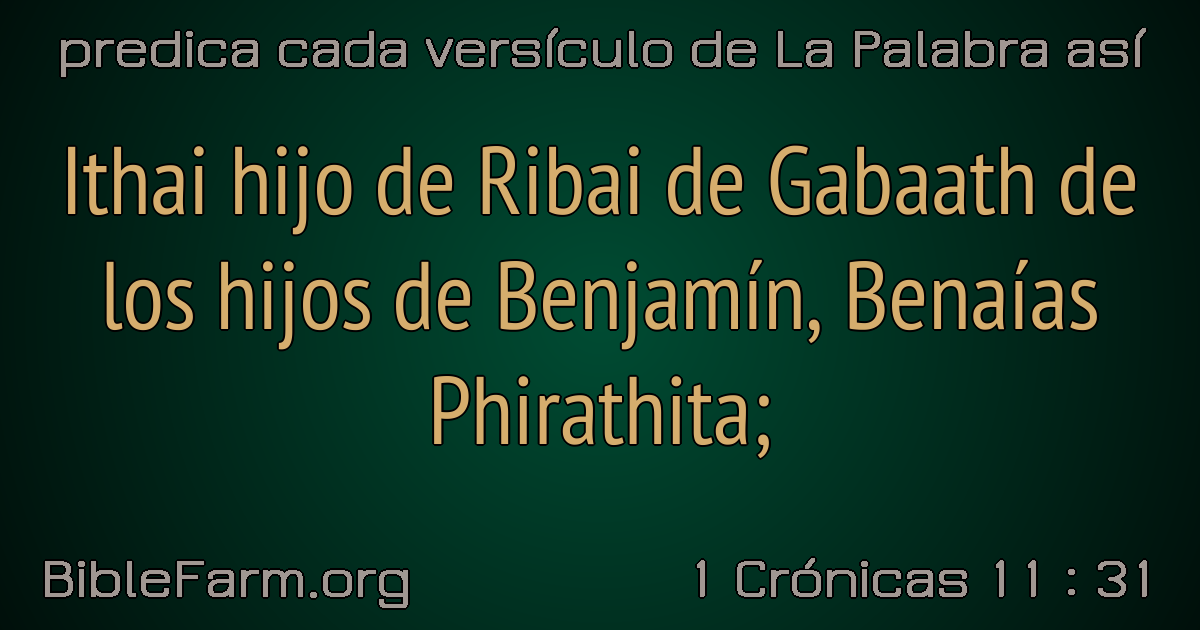 predica cada versículo de La Palabra así
Ithai hijo de Ribai de Gabaath de
los hijos de Benjamín, Benaías
Phirathita;
BibleFarm.org
1 Crónicas 11 : 31